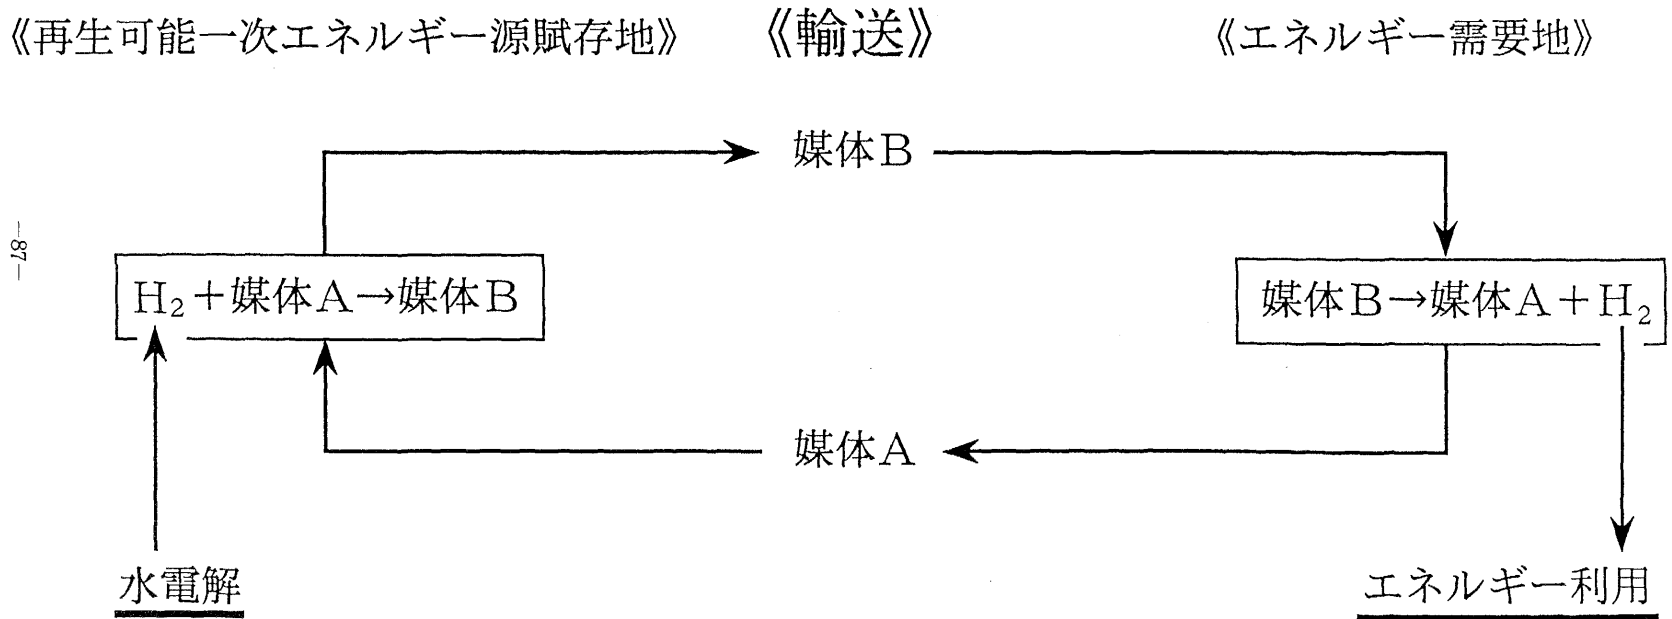 《再生可能一次エネルギー源賦存地》 《輸送》 《エネルギー需要地》
媒体B
H₂+媒体A→媒体B
媒体B→媒体A+H₂
媒体A
水電解
エネルギー利用
-87-